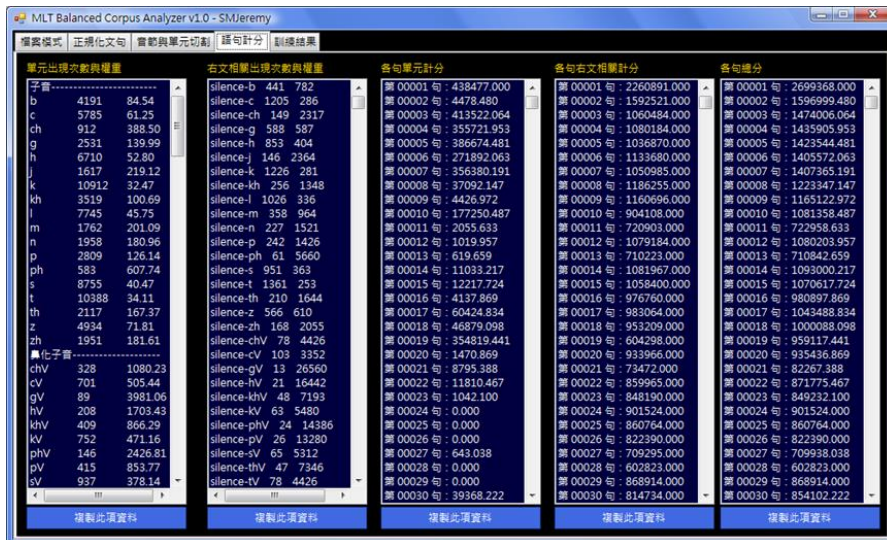 MLT Balanced Corpus Analyzer v1.0 - SMJeremy
檔案模式 正規化文句 音節與單元切割 語句計分 訓練結果
單元出現次數與權重
子音------------------------
b 4191 84.54
c 5785 61.25
ch 912 388.50
g 2531 139.99
h 6710 52.80
j 1617 219.12
k 10912 32.47
kh 3519 100.69
l 7745 45.75
m 1762 201.09
n 1958 180.96
p 2809 126.14
ph 583 607.74
s 8755 40.47
t 10388 34.11
th 2117 167.37
z 4934 71.81
zh 1951 181.61
鼻化子音--------------------
chV 328 1080.23
cV 701 505.44
gV 89 3981.06
hV 208 1703.43
khV 409 866.29
kV 752 471.16
phV 146 2426.81
pV 415 853.77
sV 937 378.14
複製此項資料
右文相關出現次數與權重
silence-b 441 782
silence-c 1205 286
silence-ch 149 2317
silence-g 588 587
silence-h 853 404
silence-j 146 2364
silence-k 1226 281
silence-kh 256 1348
silence-l 1026 336
silence-m 358 964
silence-n 227 1521
silence-p 242 1426
silence-ph 61 5660
silence-s 951 363
silence-t 1361 253
silence-th 210 1644
silence-z 566 610
silence-zh 168 2055
silence-chV 78 4426
silence-cV 103 3352
silence-gV 13 26560
silence-hV 21 16442
silence-khV 48 7193
silence-kV 63 5480
silence-phV 24 14386
silence-pV 26 13280
silence-sV 65 5312
silence-thV 47 7346
silence-tV 78 4426
複製此項資料
各句單元計分
第 00001 句 : 438477.000
第 00002 句 : 4478.480
第 00003 句 : 413522.064
第 00004 句 : 355721.953
第 00005 句 : 386674.481
第 00006 句 : 271892.063
第 00007 句 : 356380.191
第 00008 句 : 37092.147
第 00009 句 : 4426.972
第 00010 句 : 177250.487
第 00011 句 : 2055.633
第 00012 句 : 1019.957
第 00013 句 : 619.659
第 00014 句 : 11033.217
第 00015 句 : 12217.724
第 00016 句 : 4137.869
第 00017 句 : 60424.834
第 00018 句 : 46879.098
第 00019 句 : 354819.441
第 00020 句 : 1470.869
第 00021 句 : 8795.388
第 00022 句 : 11810.467
第 00023 句 : 1042.100
第 00024 句 : 0.000
第 00025 句 : 0.000
第 00026 句 : 0.000
第 00027 句 : 643.038
第 00028 句 : 0.000
第 00029 句 : 0.000
第 00030 句 : 39368.222
複製此項資料
各句右文相關計分
第 00001 句 : 2260891.000
第 00002 句 : 1592521.000
第 00003 句 : 1060484.000
第 00004 句 : 1080184.000
第 00005 句 : 1036870.000
第 00006 句 : 1133680.000
第 00007 句 : 1050985.000
第 00008 句 : 1186255.000
第 00009 句 : 1160696.000
第 00010 句 : 904108.000
第 00011 句 : 720903.000
第 00012 句 : 1079184.000
第 00013 句 : 710223.000
第 00014 句 : 1081967.000
第 00015 句 : 1058400.000
第 00016 句 : 976760.000
第 00017 句 : 983064.000
第 00018 句 : 953209.000
第 00019 句 : 604298.000
第 00020 句 : 933966.000
第 00021 句 : 73472.000
第 00022 句 : 859965.000
第 00023 句 : 848190.000
第 00024 句 : 901524.000
第 00025 句 : 860764.000
第 00026 句 : 822390.000
第 00027 句 : 709295.000
第 00028 句 : 602823.000
第 00029 句 : 868914.000
第 00030 句 : 814734.000
複製此項資料
各句總分
第 00001 句 : 2699368.000
第 00002 句 : 1596999.480
第 00003 句 : 1474006.064
第 00004 句 : 1435905.953
第 00005 句 : 1423544.481
第 00006 句 : 1405572.063
第 00007 句 : 1407365.191
第 00008 句 : 1223347.147
第 00009 句 : 1165122.972
第 00010 句 : 1081358.487
第 00011 句 : 722958.633
第 00012 句 : 1080203.957
第 00013 句 : 710842.659
第 00014 句 : 1093000.217
第 00015 句 : 1070617.724
第 00016 句 : 980897.869
第 00017 句 : 1043488.834
第 00018 句 : 1000088.098
第 00019 句 : 959117.441
第 00020 句 : 935436.869
第 00021 句 : 82267.388
第 00022 句 : 871775.467
第 00023 句 : 849232.100
第 00024 句 : 901524.000
第 00025 句 : 860764.000
第 00026 句 : 822390.000
第 00027 句 : 709938.038
第 00028 句 : 602823.000
第 00029 句 : 868914.000
第 00030 句 : 854102.222
複製此項資料